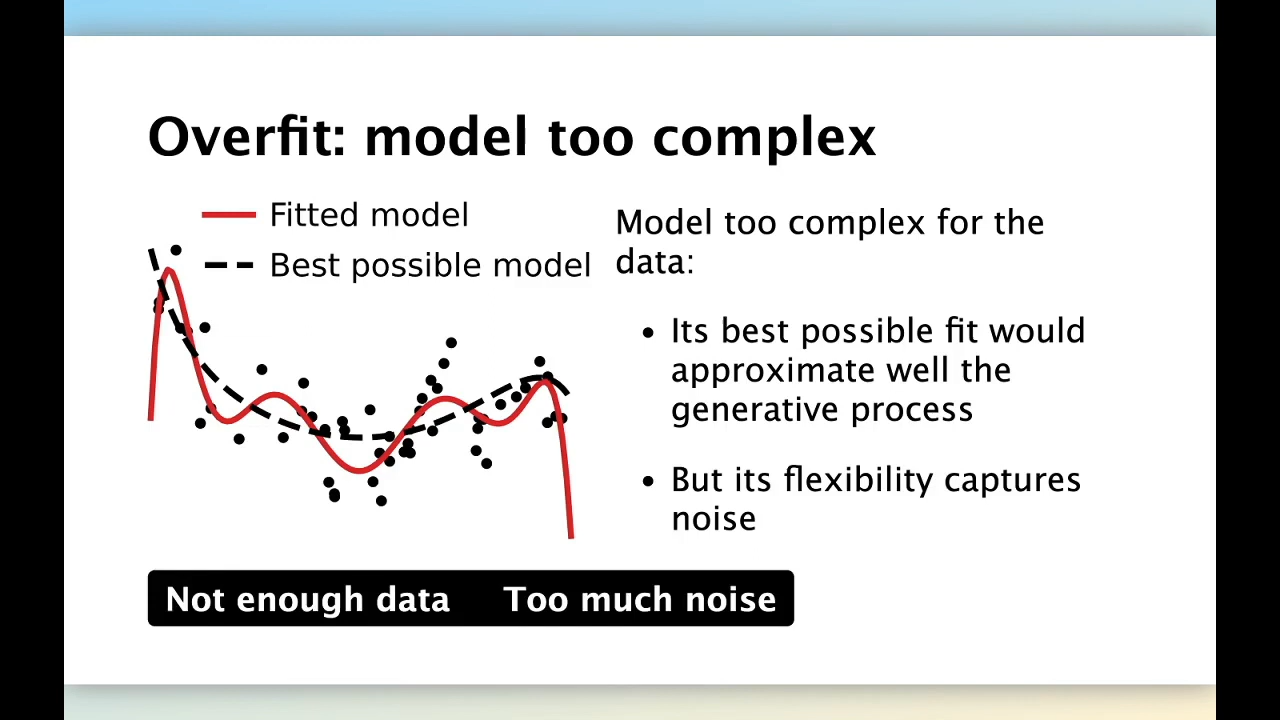 Overfit: model too complex
Fitted model
Best possible model
Model too complex for the
data:
• Its best possible fit would
approximate well the
generative process
• But its flexibility captures
noise
Not enough data Too much noise